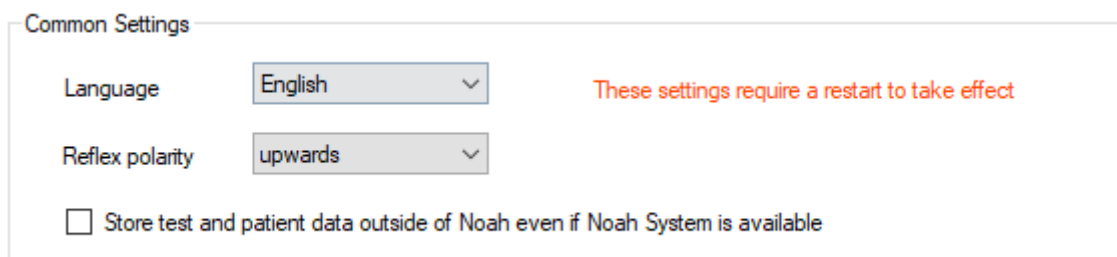 Common Settings
Language English These settings require a restart to take effect
Reflex polarity upwards
Store test and patient data outside of Noah even if Noah System is available